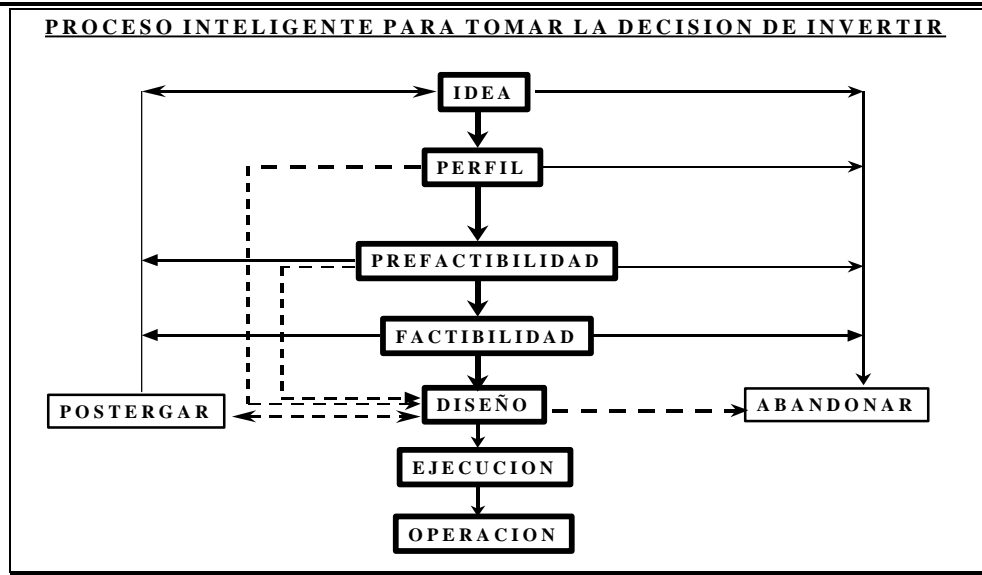 PROCESO INTELIGENTE PARA TOMAR LA DECISION DE INVERTIR
IDEA
PERFIL
PREFACTIBILIDAD
FACTIBILIDAD
POSTERGAR
DISEÑO
ABANDONAR
EJECUCION
OPERACION